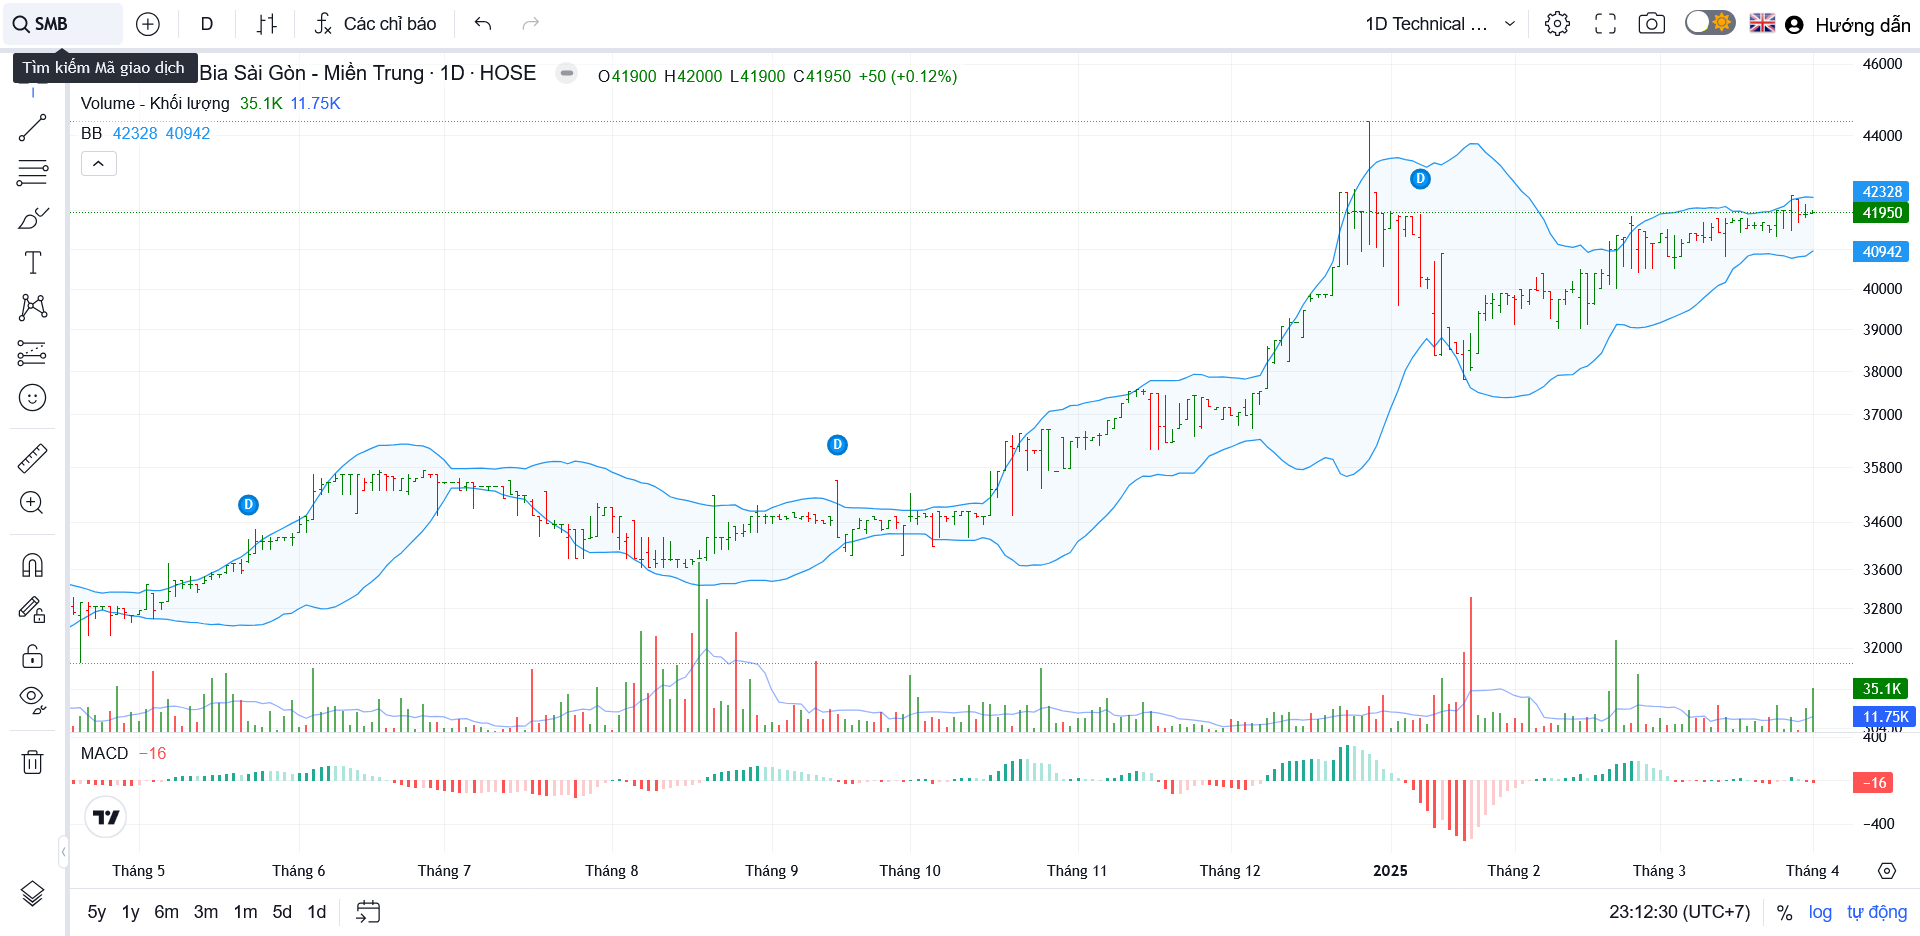 SMB
D
Các chỉ báo
1D Technical ...
Hướng dẫn
Tìm kiếm Mã giao dịch
Bia Sài Gòn - Miền Trung · 1D · HOSE
O41900 H42000 L41900 C41950 +50 (+0.12%)
Volume - Khối lượng 35.1K 11.75K
BB 42328 40942
46000
44000
42328
41950
40942
40000
39000
38000
37000
35800
34600
33600
32800
32000
35.1K
11.75K
D
D
D
MACD −16
400
−16
−400
Tháng 5
Tháng 6
Tháng 7
Tháng 8
Tháng 9
Tháng 10
Tháng 11
Tháng 12
2025
Tháng 2
Tháng 3
Tháng 4
5y 1y 6m 3m 1m 5d 1d
23:12:30 (UTC+7)
%
log
tự động